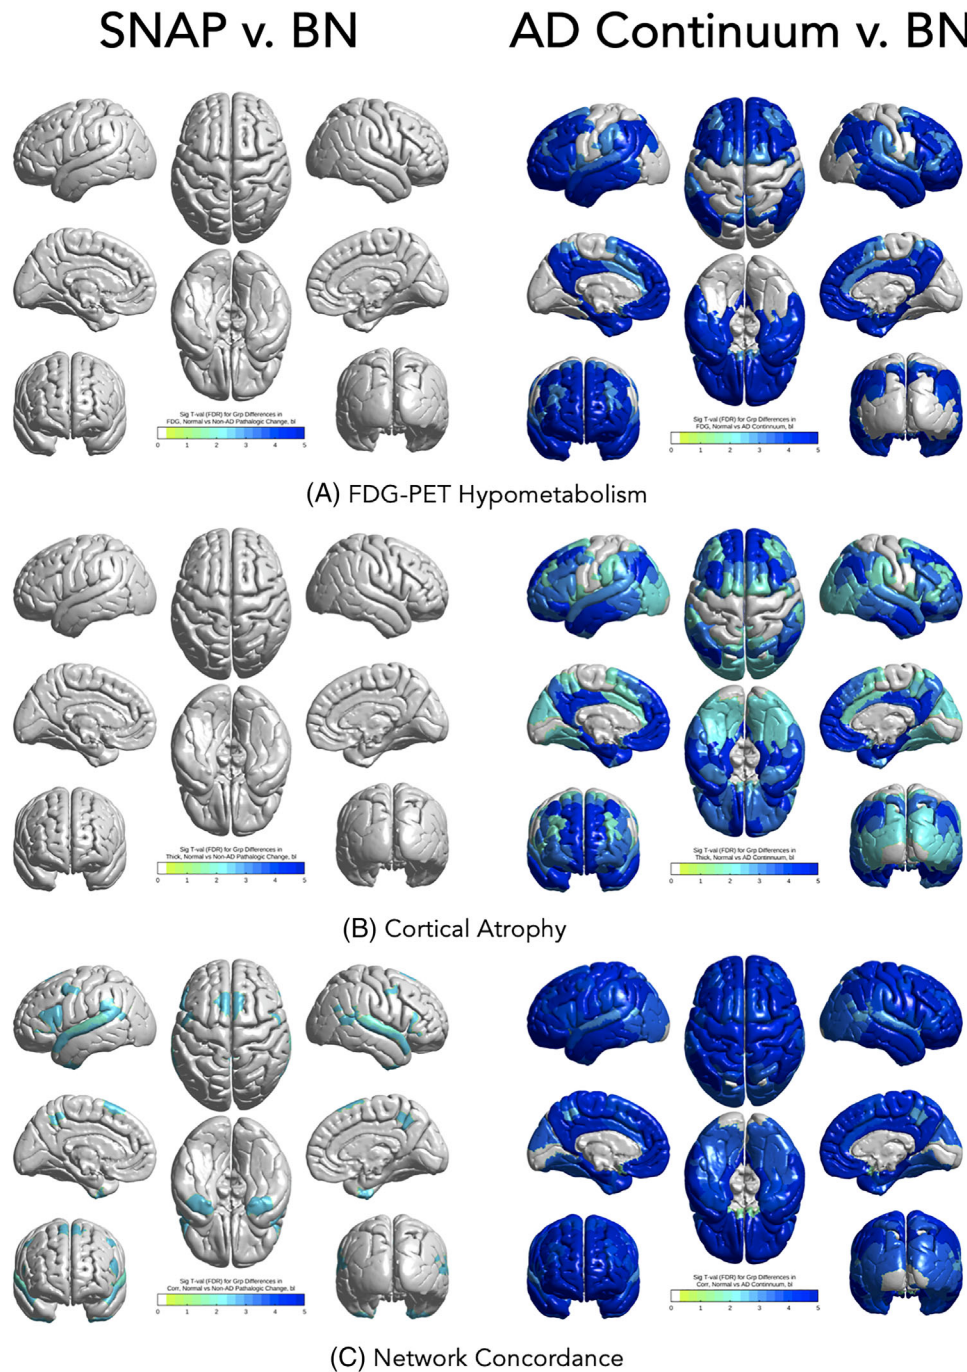 SNAP v. BN
AD Continuum v. BN
Sig T-val (FDR) for Grp Differences in
FDG, Normal vs Non-AD Pathalogic Change, bl
0 1 2 3 4 5
Sig T-val (FDR) for Grp Differences in
FDG, Normal vs AD Continnuum, bl
0 1 2 3 4 5
(A) FDG-PET Hypometabolism
Sig T-val (FDR) for Grp Differences in
Thick, Normal vs Non-AD Pathalogic Change, bl
0 1 2 3 4 5
Sig T-val (FDR) for Grp Differences in
Thick, Normal vs AD Continnuum, bl
0 1 2 3 4 5
(B) Cortical Atrophy
Sig T-val (FDR) for Grp Differences in
Corr, Normal vs Non-AD Pathalogic Change, bl
0 1 2 3 4 5
Sig T-val (FDR) for Grp Differences in
Corr, Normal vs AD Continnuum, bl
0 1 2 3 4 5
(C) Network Concordance